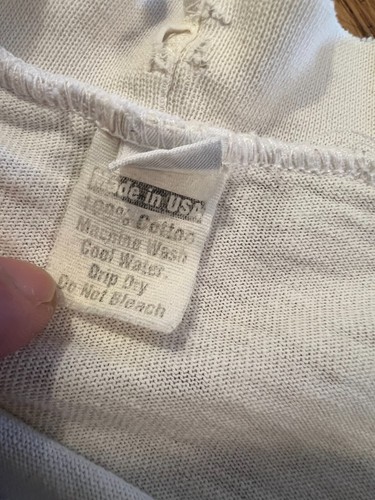 Made in USA
100% Cotton
Machine Wash
Cool Water.
Drip Dry
Do Not Bleach